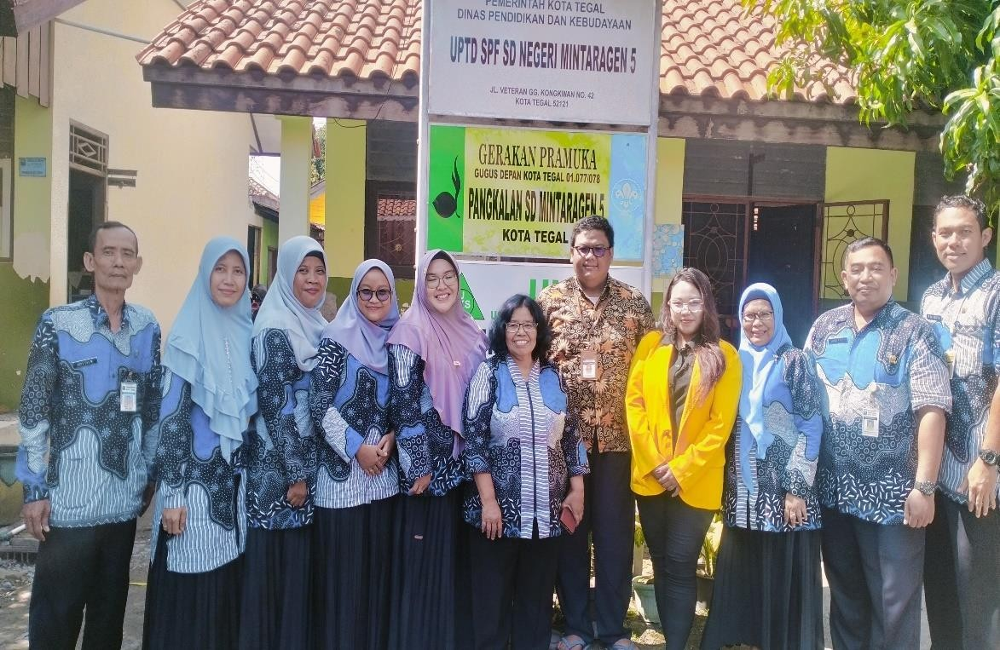 PEMERINTAH KOTA TEGAL
DINAS PENDIDIKAN DAN KEBUDAYAAN
UPTD SPF SD NEGERI MINTARAGEN 5
JL. VETERAN GG. KONGKWAN NO. 42
KOTA TEGAL 52121
GERAKAN PRAMUKA
GUGUS DEPAN KOTA TEGAL 01.077/078
PANGKALAN SD MINTARAGEN 5
KOTA TEGAL